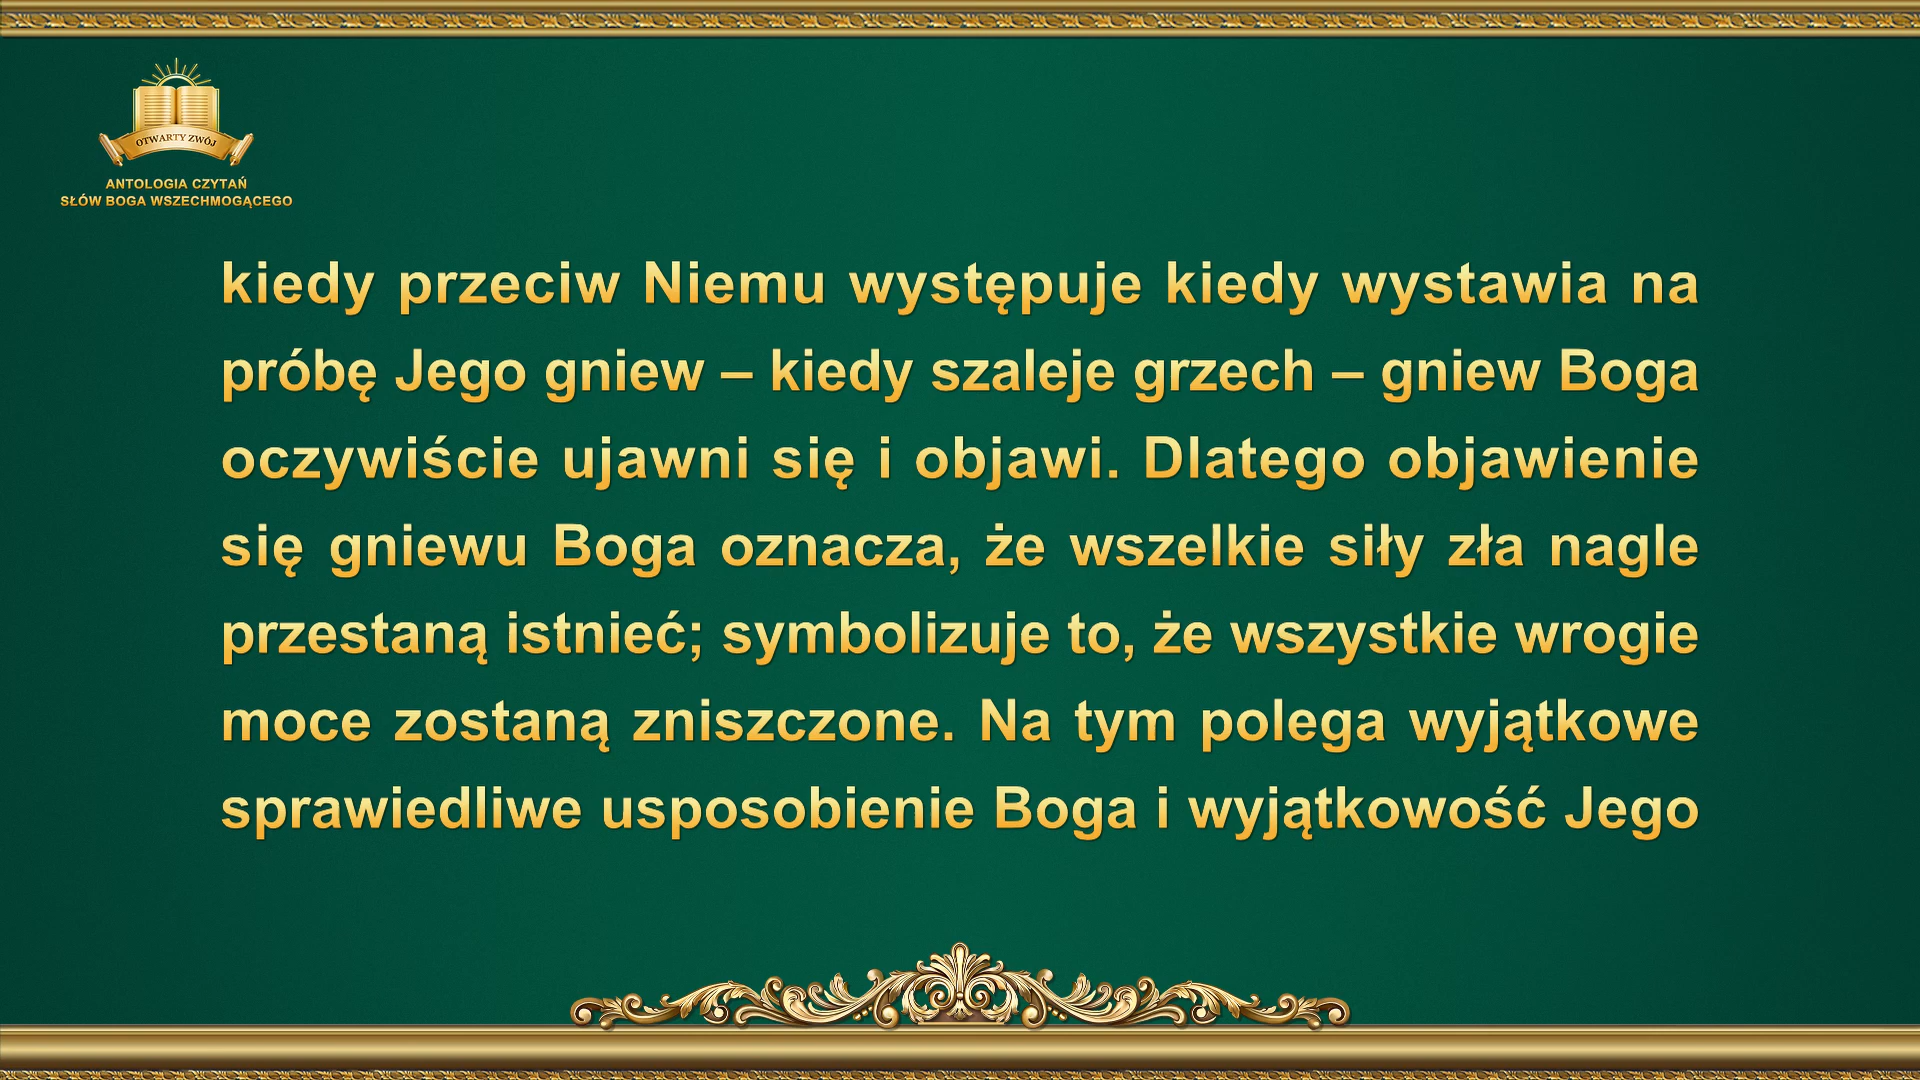 OTWARTY ZWÓJ
ANTOLOGIA CZYTAŃ
SŁÓW BOGA WSZECHMOGĄCEGO
kiedy przeciw Niemu występuje kiedy wystawia na
próbę Jego gniew – kiedy szaleje grzech – gniew Boga
oczywiście ujawni się i objawi. Dlatego objawienie
się gniewu Boga oznacza, że wszelkie siły zła nagle
przestaną istnieć; symbolizuje to, że wszystkie wrogie
moce zostaną zniszczone. Na tym polega wyjątkowe
sprawiedliwe usposobienie Boga i wyjątkowość Jego